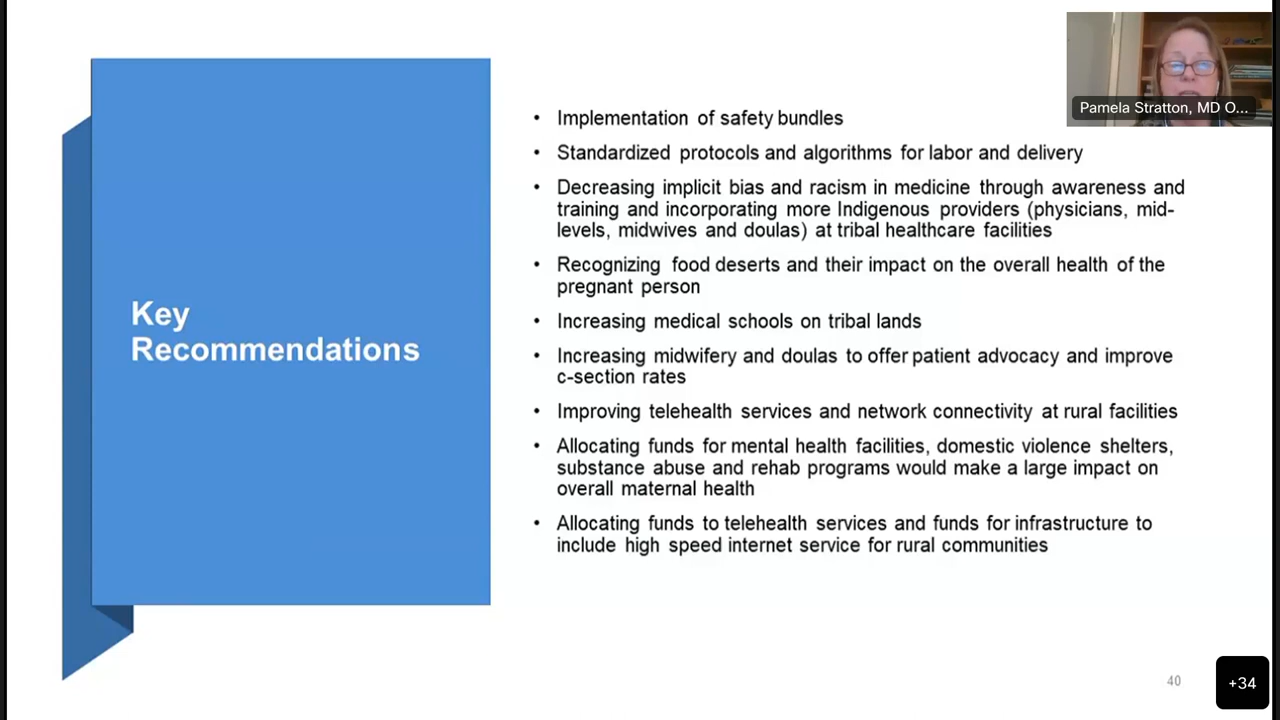 Pamela Stratton, MD O...
Key
Recommendations
• Implementation of safety bundles
• Standardized protocols and algorithms for labor and delivery
• Decreasing implicit bias and racism in medicine through awareness and
training and incorporating more Indigenous providers (physicians, mid-
levels, midwives and doulas) at tribal healthcare facilities
• Recognizing food deserts and their impact on the overall health of the
pregnant person
• Increasing medical schools on tribal lands
• Increasing midwifery and doulas to offer patient advocacy and improve
c-section rates
• Improving telehealth services and network connectivity at rural facilities
• Allocating funds for mental health facilities, domestic violence shelters,
substance abuse and rehab programs would make a large impact on
overall maternal health
• Allocating funds to telehealth services and funds for infrastructure to
include high speed internet service for rural communities
40
+34